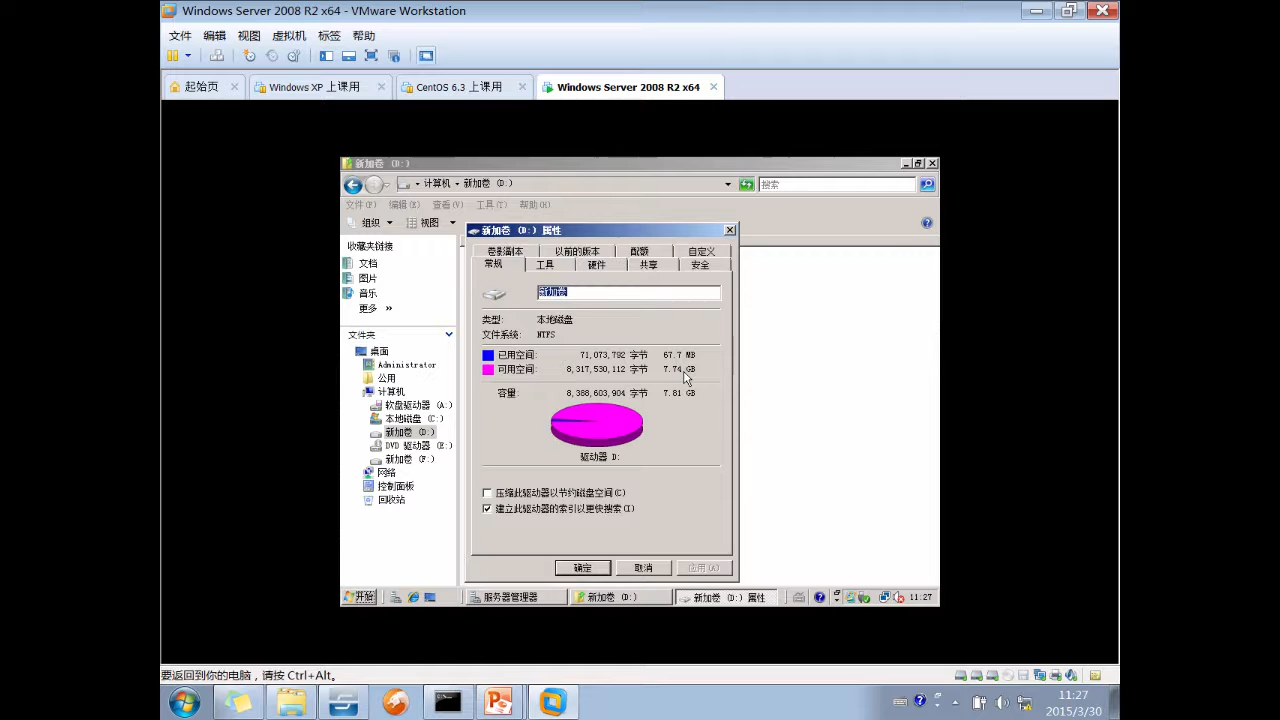 Windows Server 2008 R2 x64 - VMware Workstation
文件 编辑 查看 虚拟机 标签 帮助
起始页 Windows XP 上课用 CentOS 6.3 上课用 Windows Server 2008 R2 x64
新加卷 (D:)
计算机 新加卷 (D:) 搜索
文件(F) 编辑(E) 查看(V) 工具(T) 帮助(H)
组织 视图
收藏夹链接
文档
图片
音乐
更多 »
文件夹
桌面
Administrator
公用
计算机
软盘驱动器 (A:)
本地磁盘 (C:)
新加卷 (D:)
DVD 驱动器 (E:)
新加卷 (F:)
网络
控制面板
回收站
新加卷 (D:) 属性
卷影副本 以前的版本 配额 自定义
常规 工具 硬件 共享 安全
新加卷
类型: 本地磁盘
文件系统: NTFS
已用空间: 71,073,792 字节 67.7 MB
可用空间: 8,317,530,112 字节 7.74 GB
容量: 8,388,603,904 字节 7.81 GB
驱动器 D:
压缩此驱动器以节约磁盘空间(C)
建立此驱动器的索引以更快搜索(I)
确定 取消 应用(A)
开始 服务器管理器 新加卷 (D:) 新加卷 (D:) 属性 11:27
要返回到你的电脑，请按 Ctrl+Alt。
11:27
2015/3/30